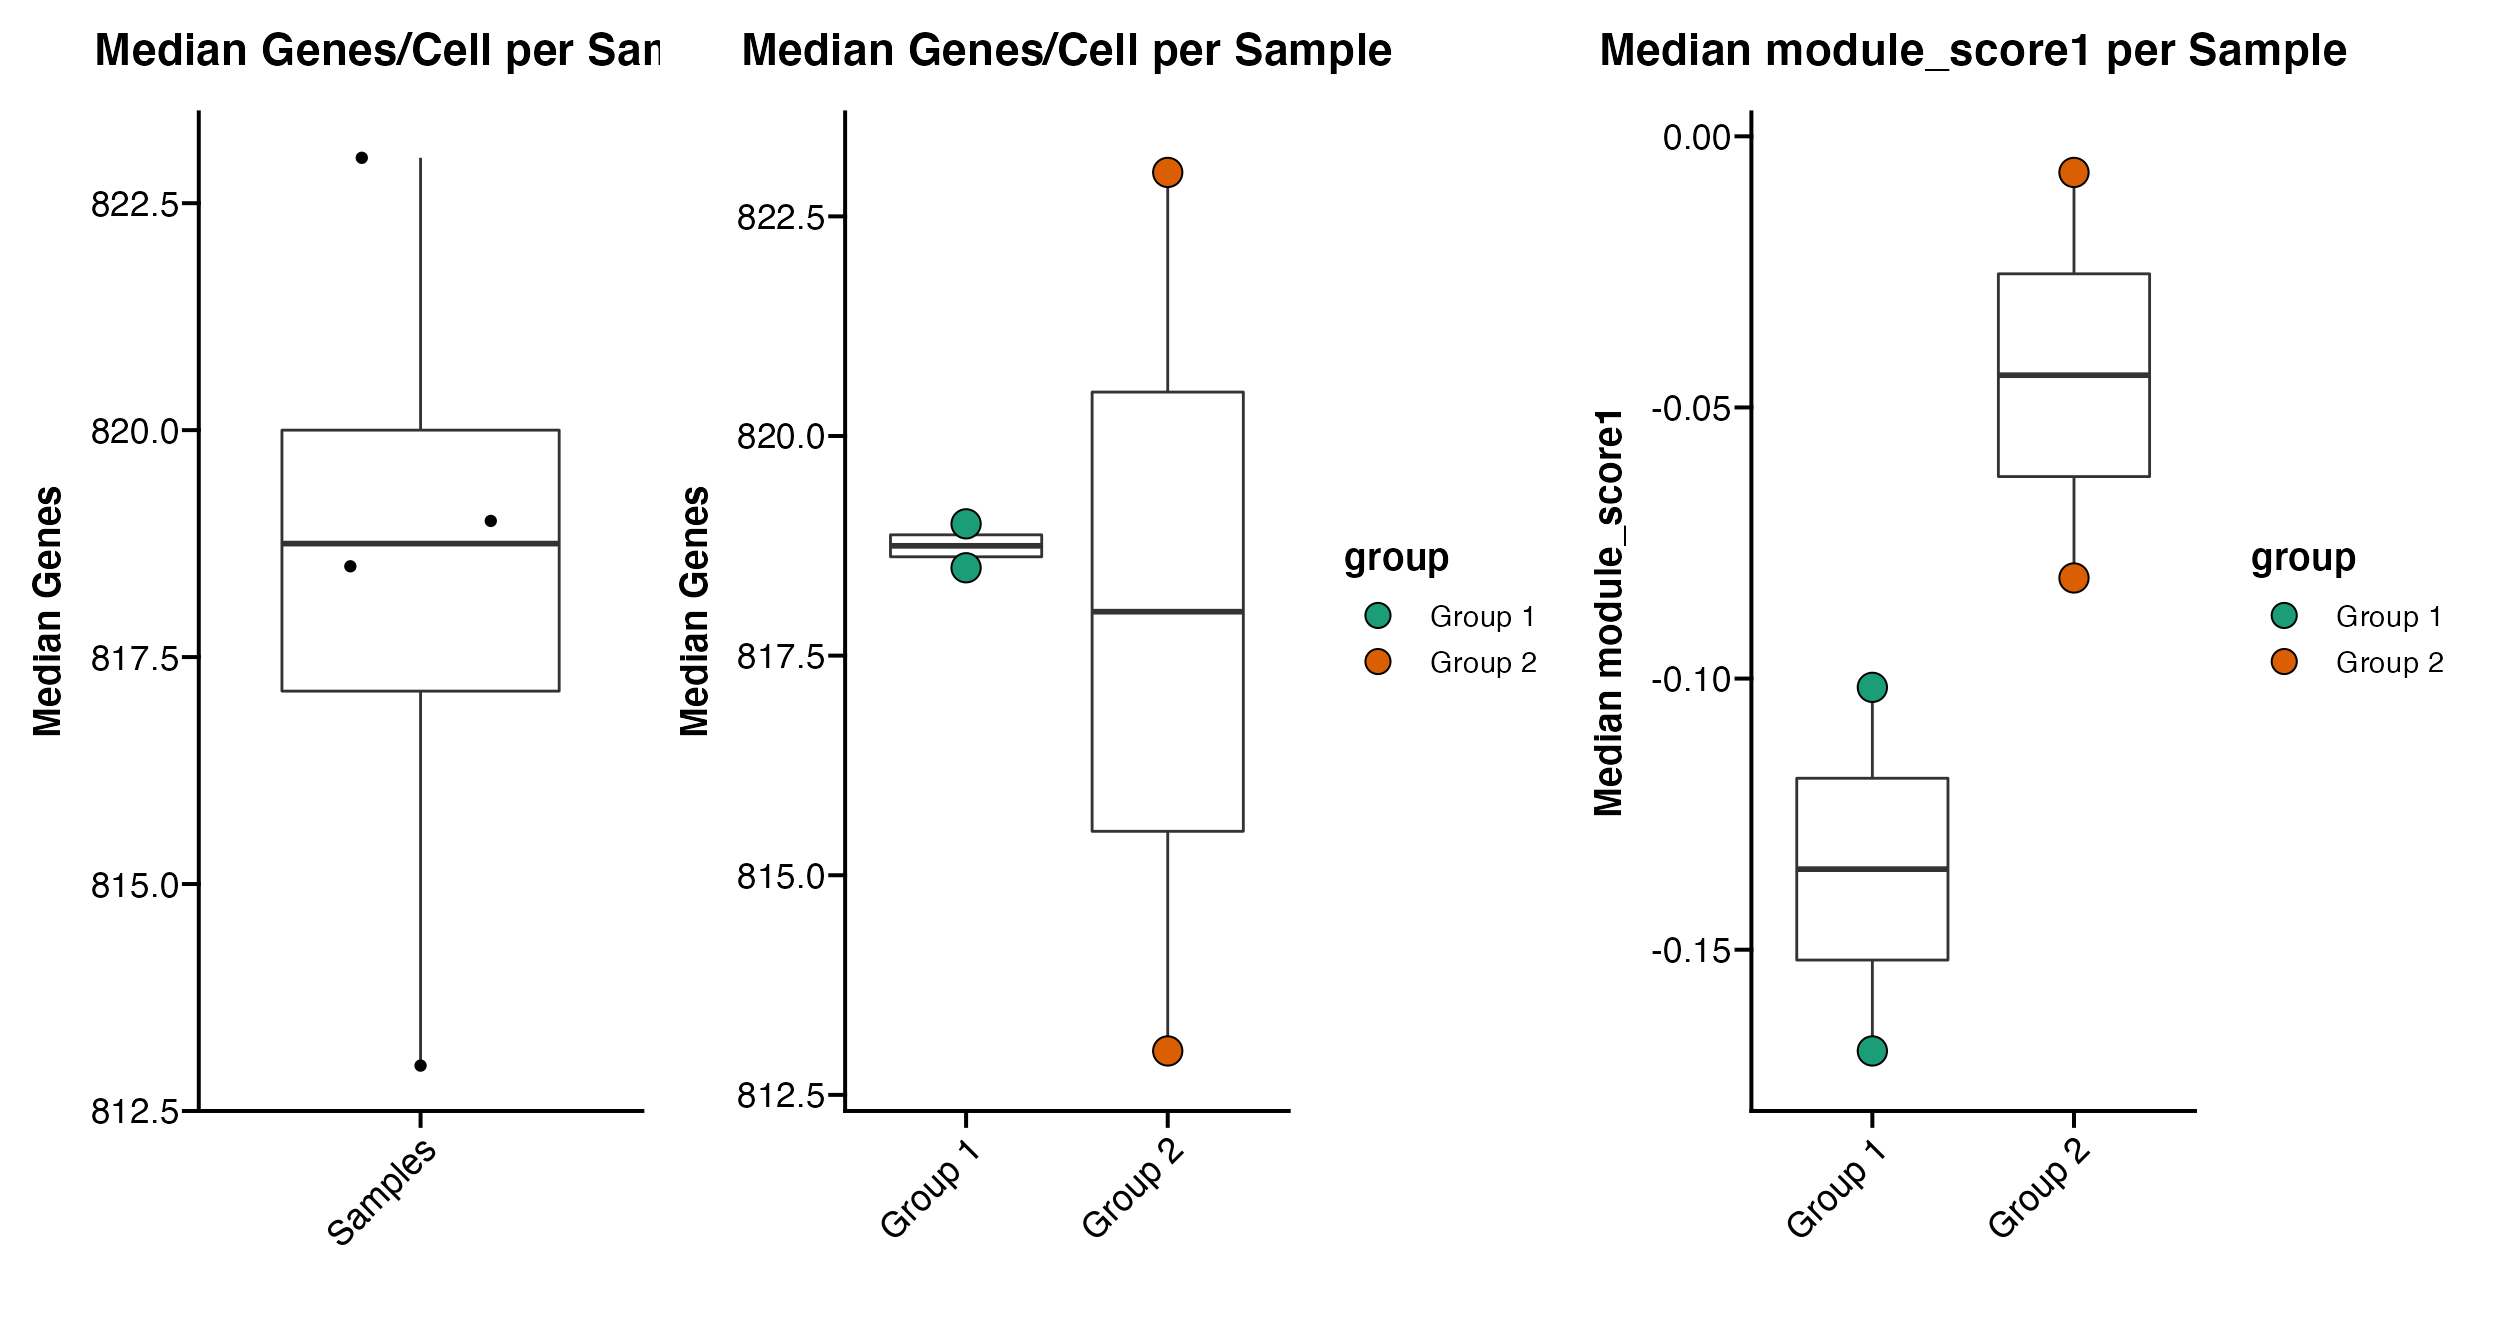 Median Genes/Cell per San
Median Genes
822.5
820.0
817.5
815.0
812.5
Samples
Median Genes/Cell per Sample
Median Genes
822.5
820.0
817.5
815.0
812.5
Group 1
Group 2
group
Group 1
Group 2
Median module_score1 per Sample
Median module_score1
0.00
-0.05
-0.10
-0.15
Group 1
Group 2
group
Group 1
Group 2